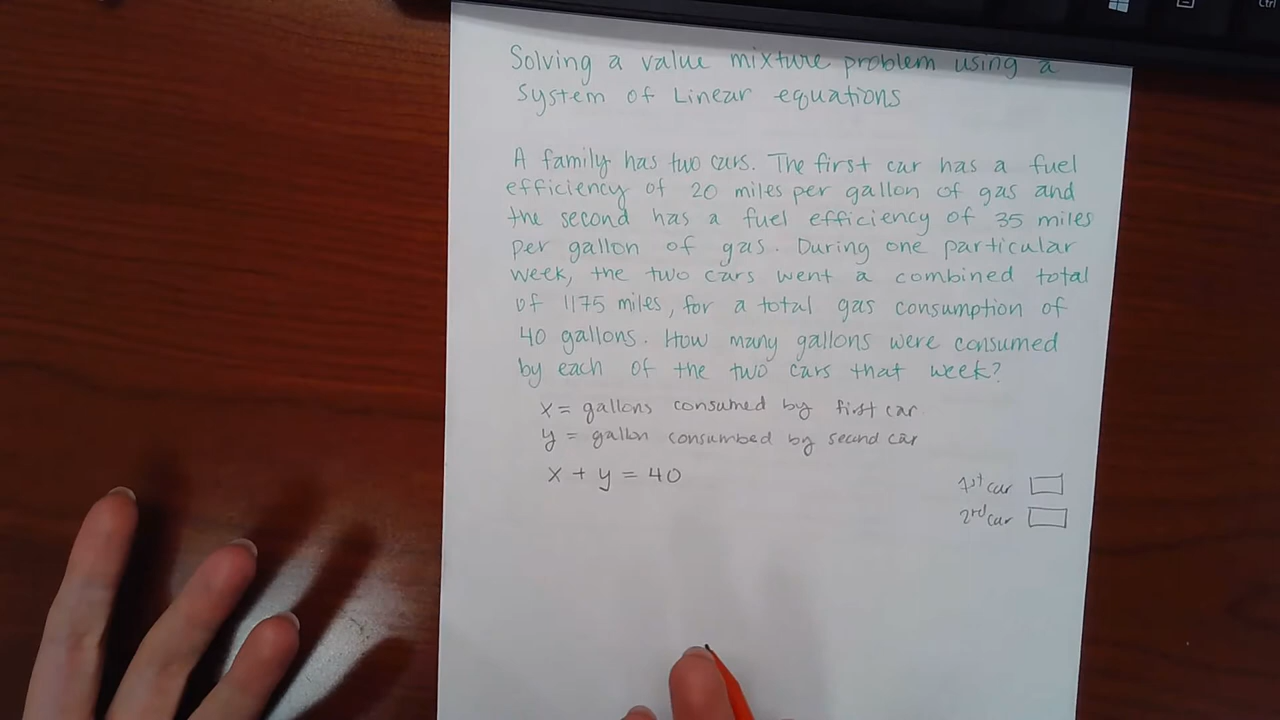 Solving a value mixture problem using a
system of Linear equations
A family has two cars. The first car has a fuel
efficiency of 20 miles per gallon of gas and
the second has a fuel efficiency of 35 miles
per gallon of gas. During one particular
week, the two cars went a combined total
of 1175 miles, for a total gas consumption of
40 gallons. How many gallons were consumed
by each of the two cars that week?
x = gallons consumed by first car.
y = gallon consumbed by second car
x + y = 40
1st car
2rd car
Ctrl